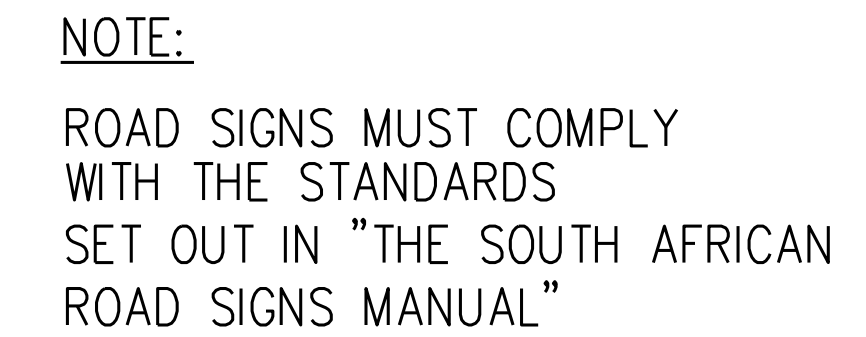 NOTE:
ROAD SIGNS MUST COMPLY
WITH THE STANDARDS
SET OUT IN "THE SOUTH AFRICAN
ROAD SIGNS MANUAL"